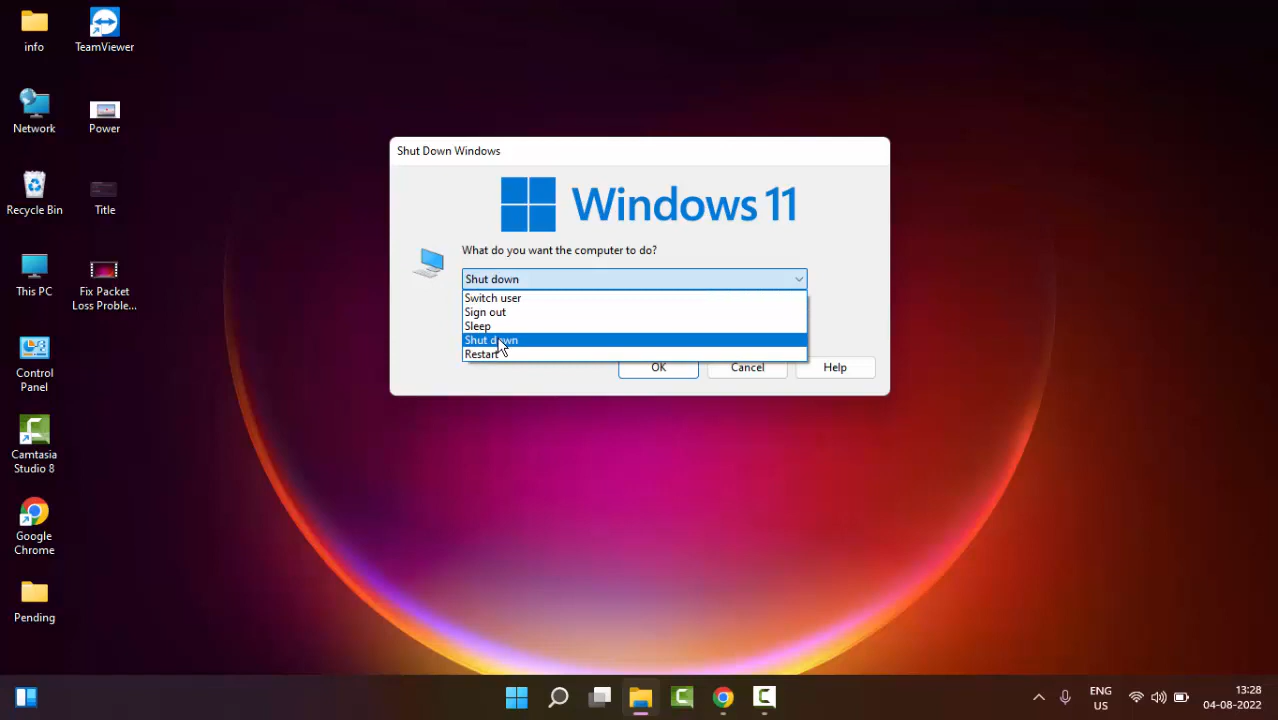 info
TeamViewer
Network
Power
Recycle Bin
Title
This PC
Fix Packet
Loss Proble...
Control
Panel
Camtasia
Studio 8
Google
Chrome
Pending
Shut Down Windows
Windows 11
What do you want the computer to do?
Shut down
Switch user
Sign out
Sleep
Shut down
Restart
OK
Cancel
Help
ENG
US
13:28
04-08-2022